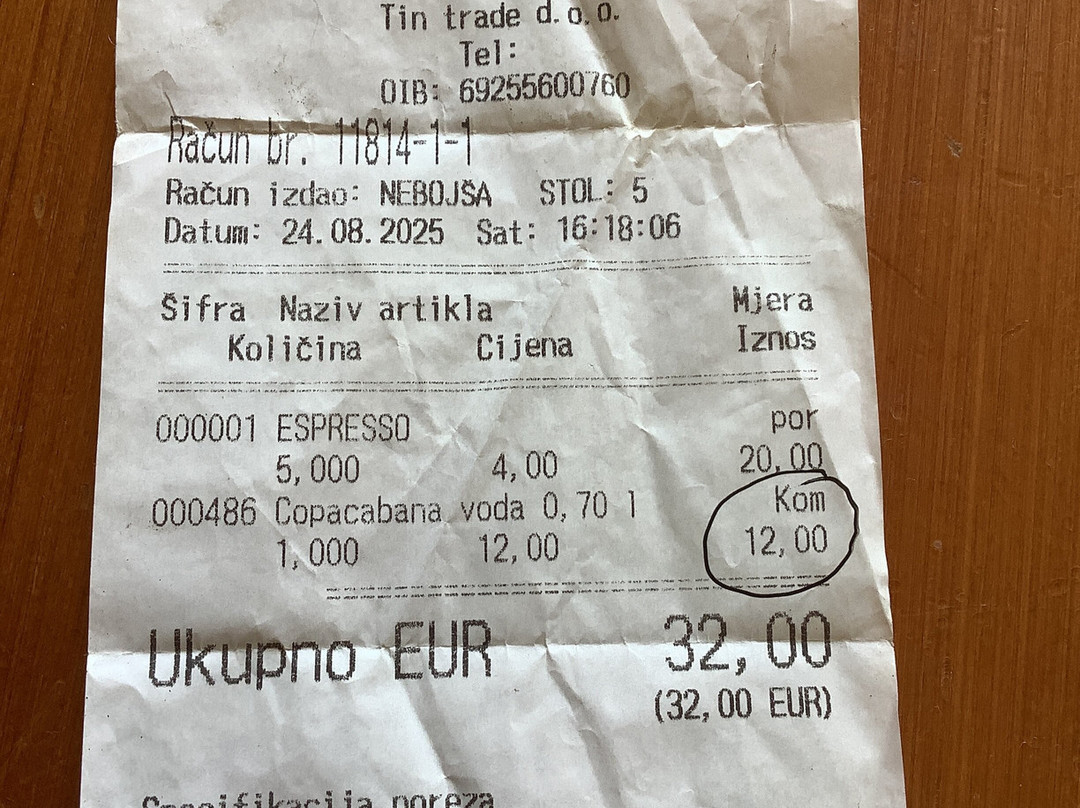 Tin trade d.o.o.
Tel:
OIB: 69255600760
Račun br. 11814-1-1
Račun izdao: NEBOJŠA STOL: 5
Datum: 24.08.2025 Sat: 16:18:06
Šifra Naziv artikla Mjera
Količina Cijena Iznos
000001 ESPRESSO por
5,000 4,00 20,00
000486 Copacabana voda 0,70 l Kom
1,000 12,00 12,00
Ukupno EUR 32,00
(32,00 EUR)
Specifikacija poreza